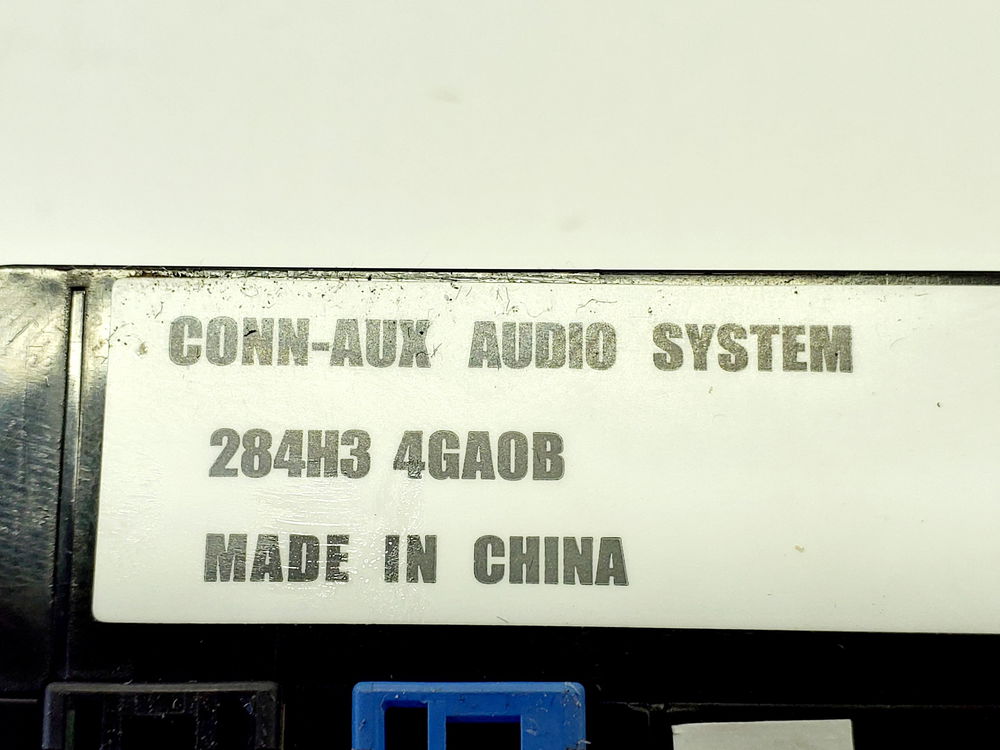 CONN-AUX AUDIO SYSTEM
284H3 4GA0B
MADE IN CHINA